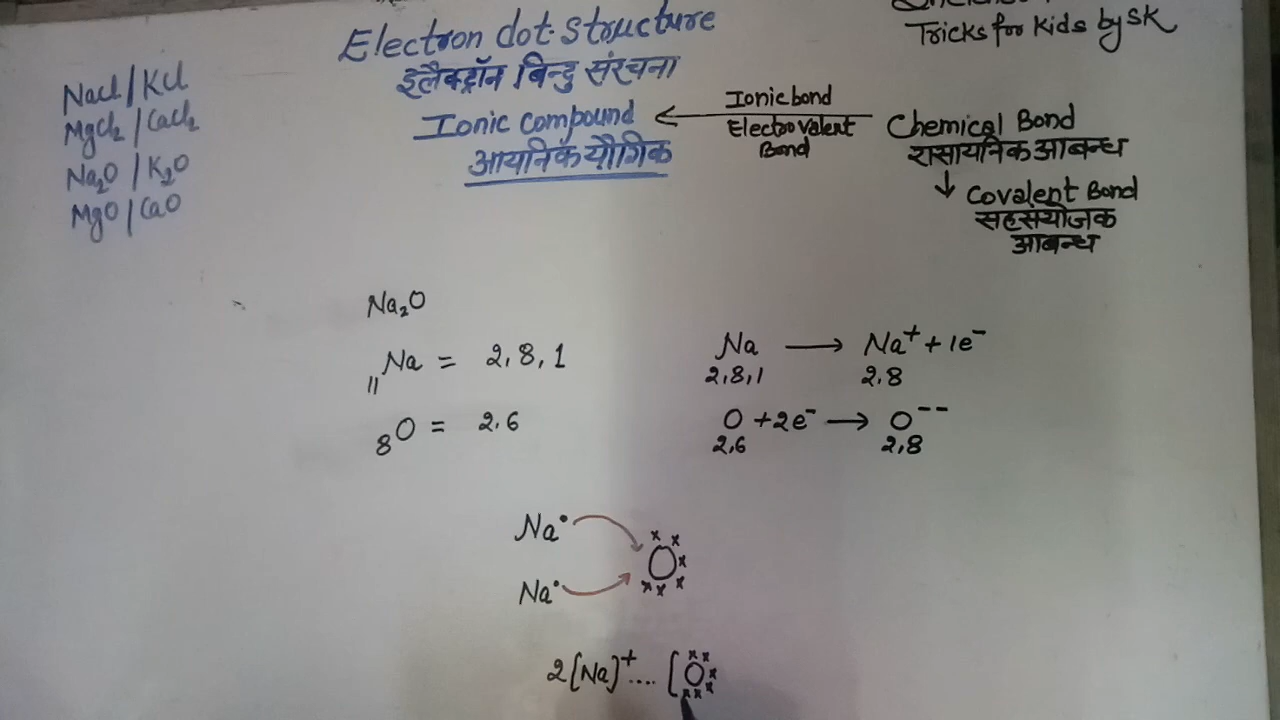 Electron dot structure
इलैक्ट्रॉन बिन्दु संरचना
Ionic compound
आयनिक यौगिक
Tricks for Kids by SK
NaCl / KCl
MgCl₂ / CaCl₂
Na₂O / K₂O
MgO / CaO
Ionic bond
Electrovalent
Bond
Chemical Bond
रासायनिक आबन्ध
↓ Covalent Bond
सहसंयोजक
आबन्ध
Na₂O
₁₁Na = 2,8,1
₈O = 2.6
Na ⟶ Na⁺ + 1e⁻
2,8,1 2,8
O + 2e⁻ ⟶ O⁻⁻
2,6 2,8
Na•
O
Na•
2[Na]⁺.... [O